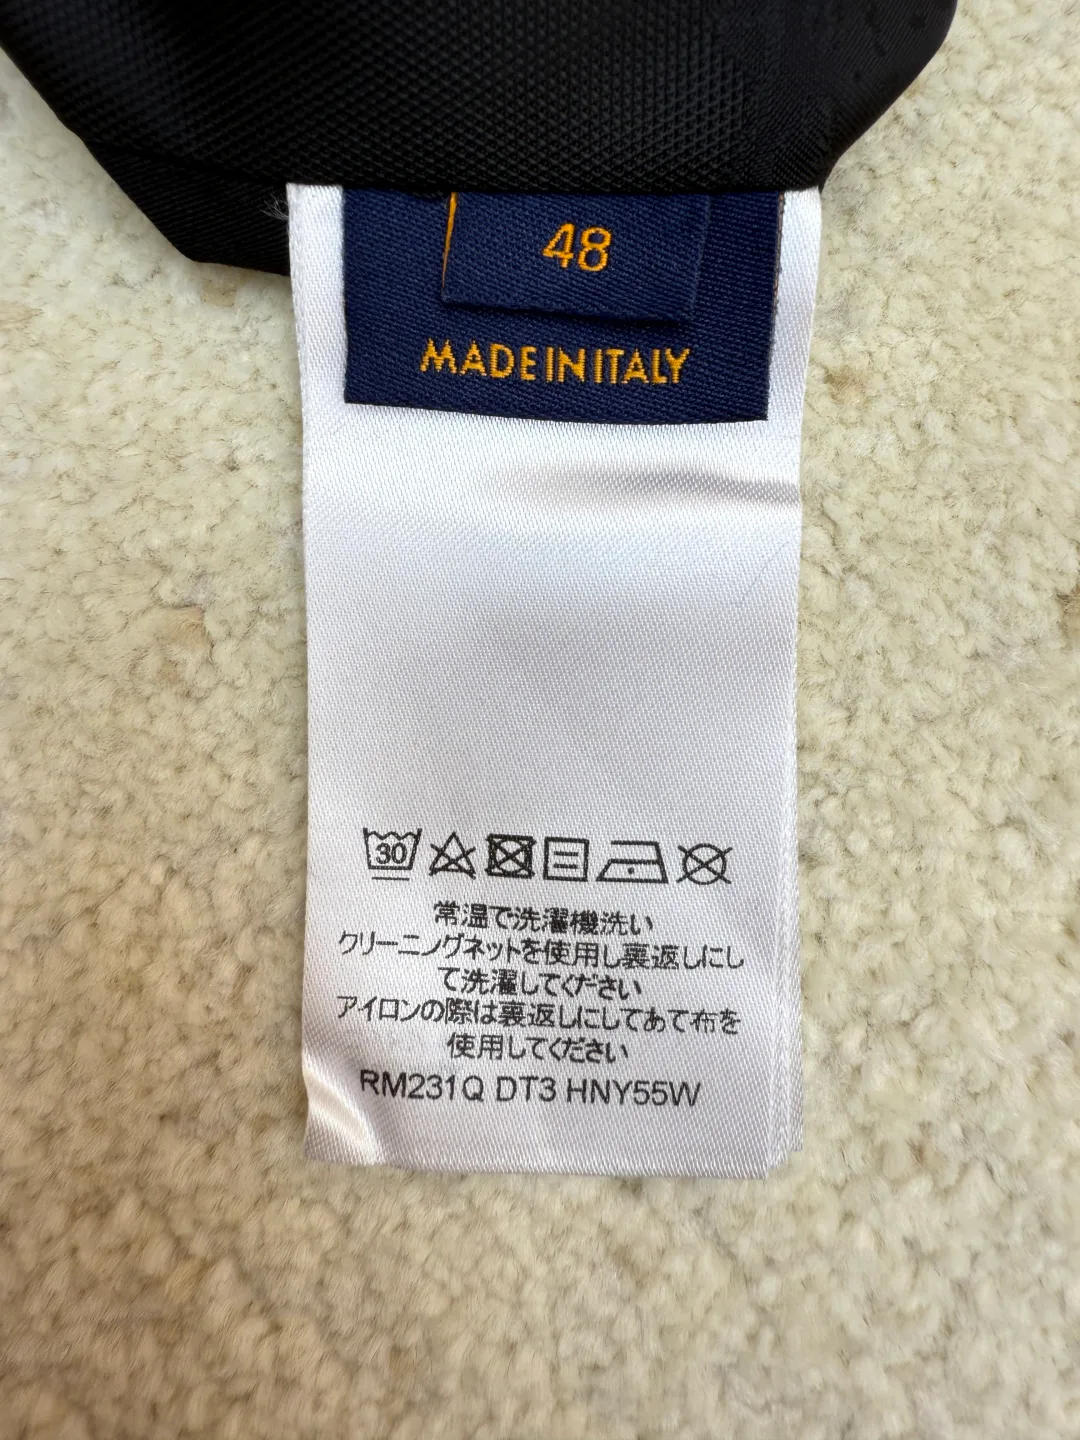 48
MADE IN ITALY
30
常温で洗濯機洗い
クリーニングネットを使用し裏返しにし
て洗濯してください
アイロンの際は裏返しにしてあて布を
使用してください
RM231Q DT3 HNY55W